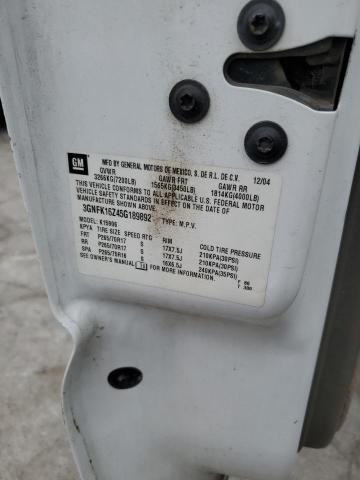 GM
MFD BY GENERAL MOTORS DE MEXICO, S. DE R.L. DE C.V. 12/04
GVWR GAWR FRT GAWR RR
3266KG(7200LB) 1565KG(3450LB) 1814KG(4000LB)
THIS VEHICLE CONFORMS TO ALL APPLICABLE U.S. FEDERAL MOTOR
VEHICLE SAFETY STANDARDS IN EFFECT ON THE DATE OF
MANUFACTURE SHOWN ABOVE.
3GNFK16Z45G189892 TYPE: M.P.V.
MODEL: K15906
TIRE SIZE SPEED RTG RIM COLD TIRE PRESSURE
FRT P265/70R17 S 17X7.5J 210KPA(30PSI)
RR P265/70R17 S 17X7.5J 210KPA(30PSI)
SPA P265/70R16 S 16X6.5J 240KPA(35PSI)
SEE OWNER'S MANUAL FOR MORE INFORMATION